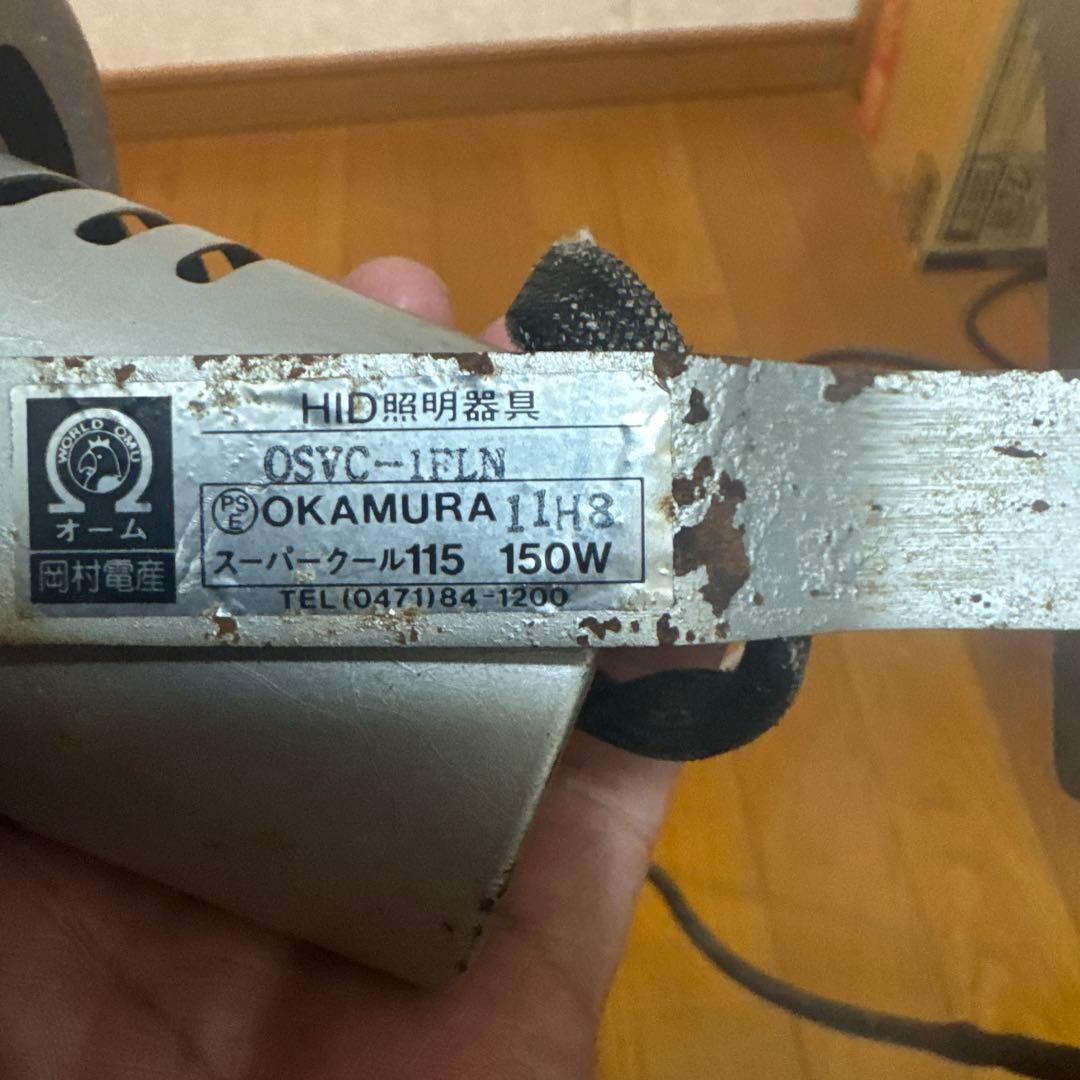 WORLD OMU
オーム
岡村電産
HID照明器具
OSVC-1FLN
PSE OKAMURA 11H8
スーパークール115 150W
TEL(0471)84-1200